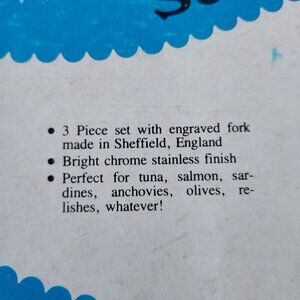 • 3 Piece set with engraved fork
made in Sheffield, England
• Bright chrome stainless finish
• Perfect for tuna, salmon, sar-
dines, anchovies, olives, re-
lishes, whatever!